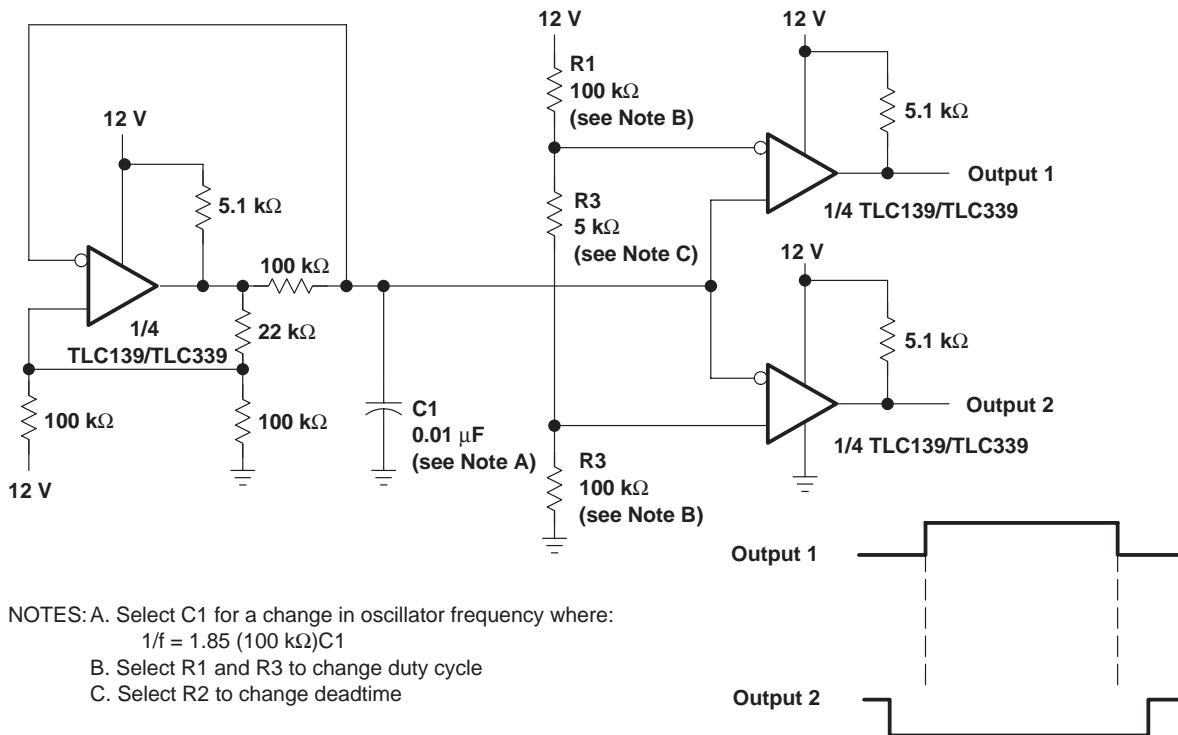 12 V
5.1 kΩ
100 kΩ
1/4
TLC139/TLC339
22 kΩ
100 kΩ
12 V
100 kΩ
C1
0.01 μF
(see Note A)
12 V
R1
100 kΩ
(see Note B)
R3
5 kΩ
(see Note C)
R3
100 kΩ
(see Note B)
12 V
5.1 kΩ
Output 1
1/4 TLC139/TLC339
12 V
5.1 kΩ
Output 2
1/4 TLC139/TLC339
Output 1
Output 2
NOTES: A. Select C1 for a change in oscillator frequency where:
1/f = 1.85 (100 kΩ)C1
B. Select R1 and R3 to change duty cycle
C. Select R2 to change deadtime